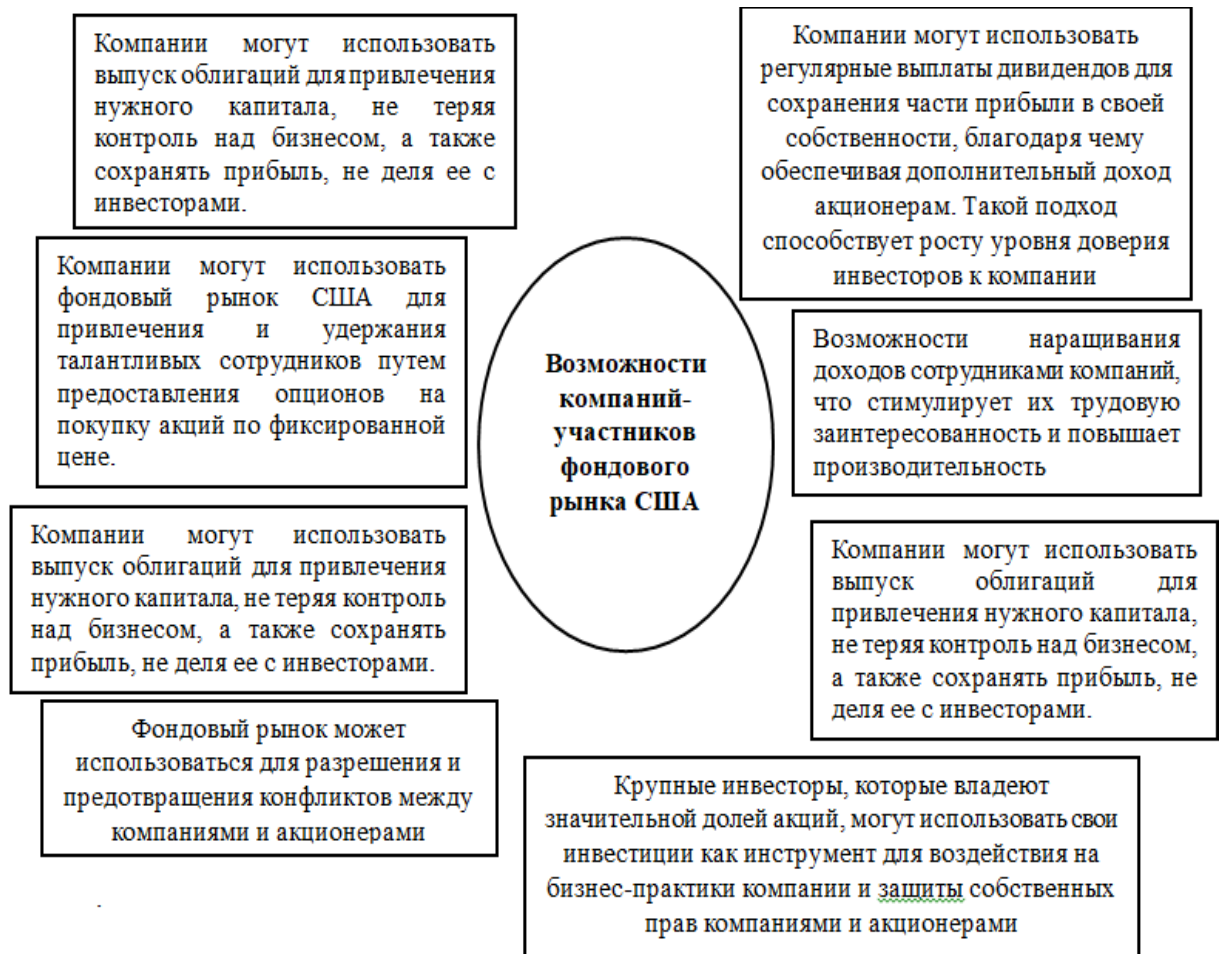 Компании могут использовать
выпуск облигаций для привлечения
нужного капитала, не теряя
контроль над бизнесом, а также
сохранять прибыль, не деля ее с
инвесторами.
Компании могут использовать
фондовый рынок США для
привлечения и удержания
талантливых сотрудников путем
предоставления опционов на
покупку акций по фиксированной
цене.
Компании могут использовать
выпуск облигаций для привлечения
нужного капитала, не теряя контроль
над бизнесом, а также сохранять
прибыль, не деля ее с инвесторами.
Фондовый рынок может
использоваться для разрешения и
предотвращения конфликтов между
компаниями и акционерами
Возможности
компаний-
участников
фондового
рынка США
Компании могут использовать
регулярные выплаты дивидендов для
сохранения части прибыли в своей
собственности, благодаря чему
обеспечивая дополнительный доход
акционерам. Такой подход
способствует росту уровня доверия
инвесторов к компании
Возможности наращивания
доходов сотрудниками компаний,
что стимулирует их трудовую
заинтересованность и повышает
производительность
Компании могут использовать
выпуск облигаций для
привлечения нужного капитала,
не теряя контроль над бизнесом,
а также сохранять прибыль, не
деля ее с инвесторами.
Крупные инвесторы, которые владеют
значительной долей акций, могут использовать свои
инвестиции как инструмент для воздействия на
бизнес-практики компании и защиты собственных
прав компаниями и акционерами